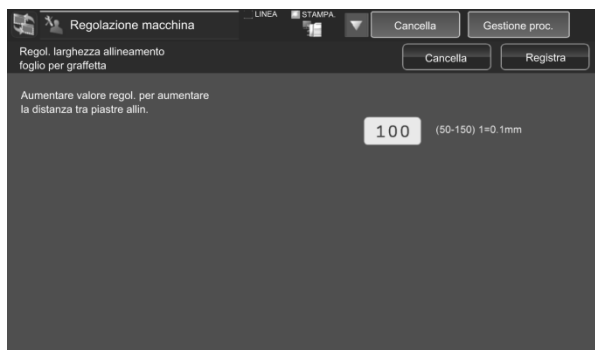 Regolazione macchina
LINEA
STAMPA.
Cancella
Gestione proc.
Regol. larghezza allineamento
foglio per graffetta
Cancella
Registra
Aumentare valore regol. per aumentare
la distanza tra piastre allin.
100
(50-150) 1=0.1mm